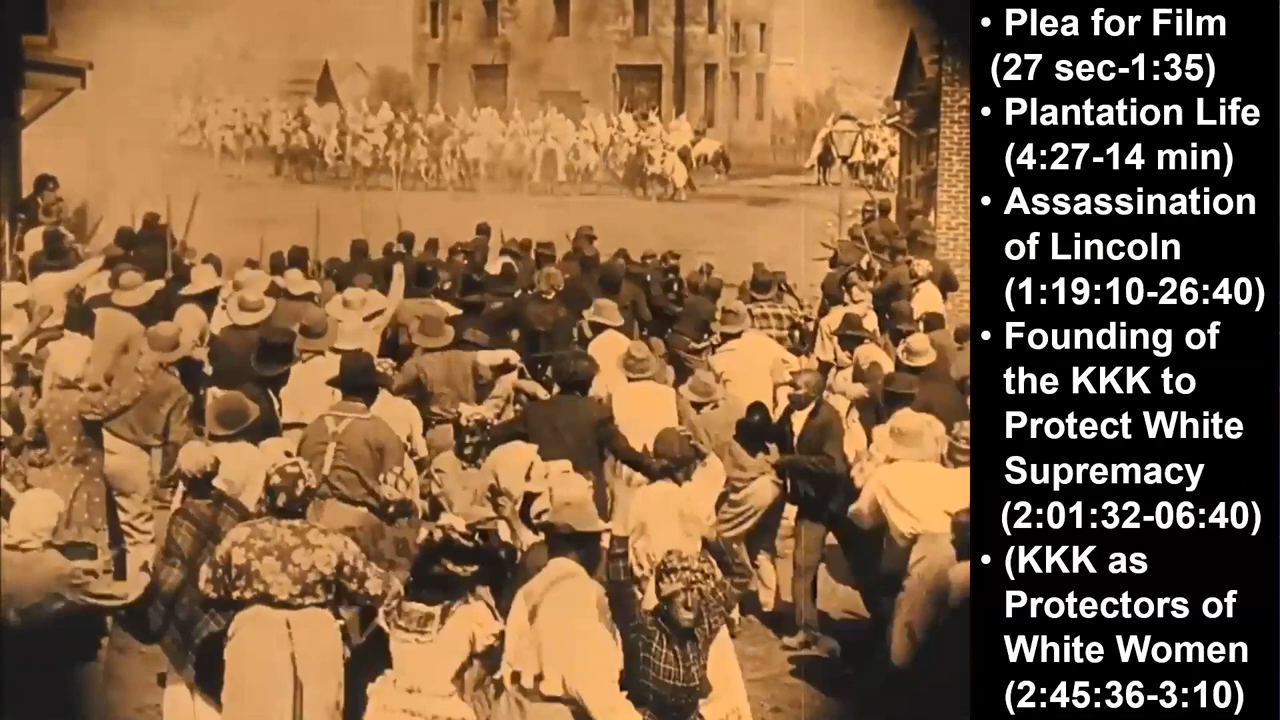 • Plea for Film
(27 sec-1:35)
• Plantation Life
(4:27-14 min)
• Assassination
of Lincoln
(1:19:10-26:40)
• Founding of
the KKK to
Protect White
Supremacy
(2:01:32-06:40)
• (KKK as
Protectors of
White Women
(2:45:36-3:10)